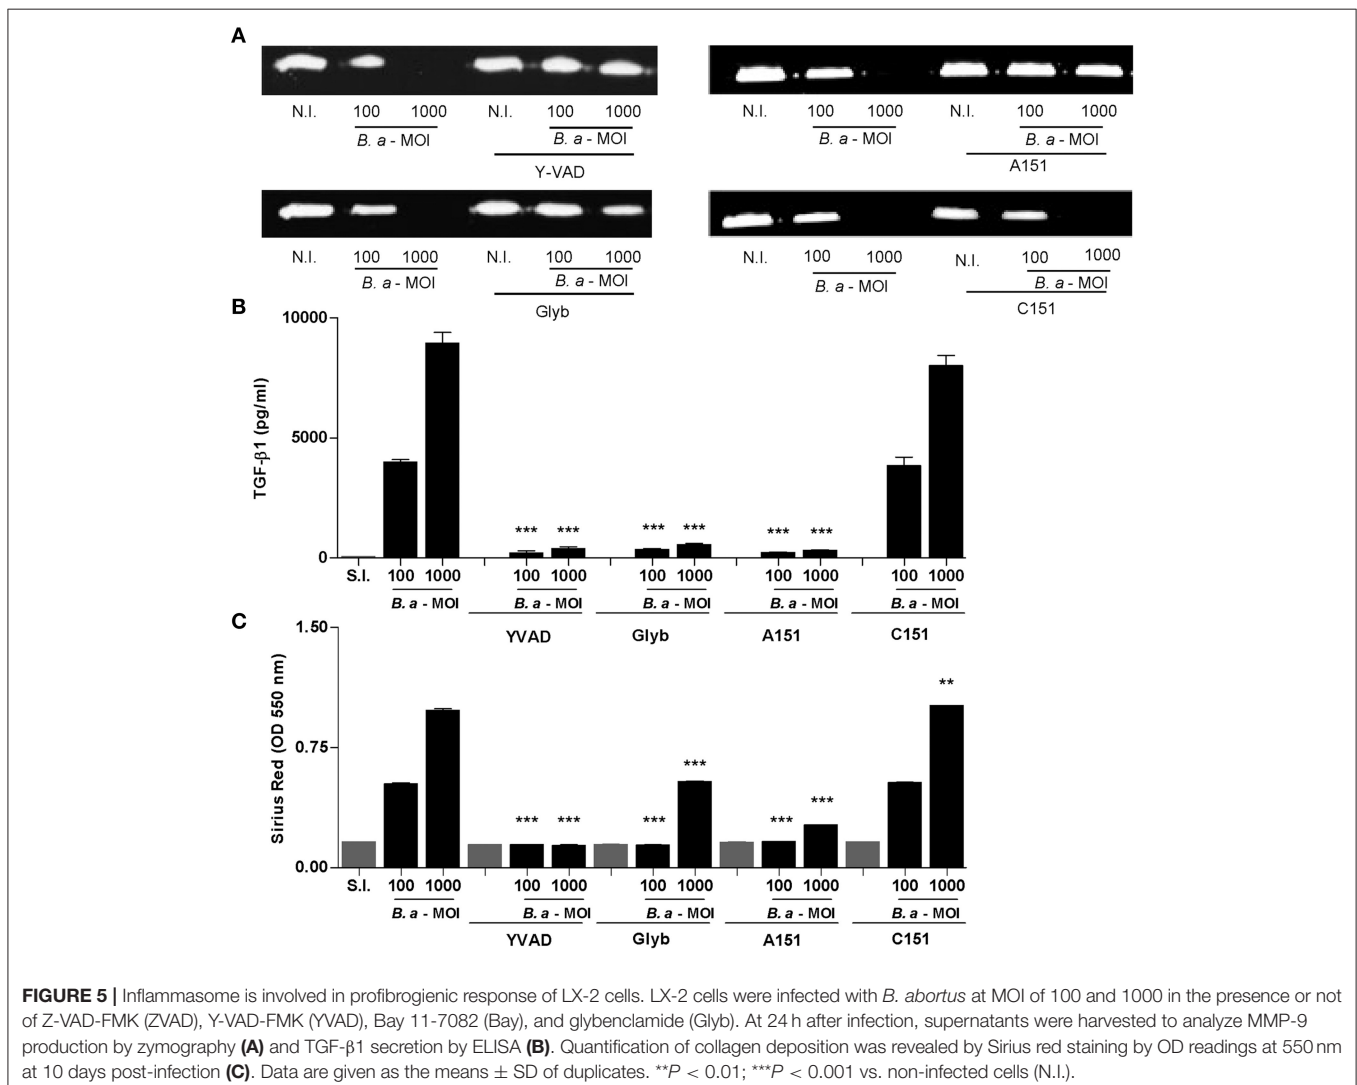 A
N.I. 100 1000 N.I. 100 1000 N.I. 100 1000 N.I. 100 1000
B. a - MOI B. a - MOI B. a - MOI B. a - MOI
Y-VAD A151
N.I. 100 1000 N.I. 100 1000 N.I. 100 1000 N.I. 100 1000
B. a - MOI B. a - MOI B. a - MOI B. a - MOI
Glyb C151
B
TGF-β1 (pg/ml)
10000
5000
0
*** *** *** *** *** ***
S.I. 100 1000 100 1000 100 1000 100 1000 100 1000
B. a - MOI B. a - MOI B. a - MOI B. a - MOI B. a - MOI
YVAD Glyb A151 C151
C
Sirius Red (OD 550 nm)
1.50
0.75
0.00
*** *** *** *** *** *** **
S.I. 100 1000 100 1000 100 1000 100 1000 100 1000
B. a - MOI B. a - MOI B. a - MOI B. a - MOI B. a - MOI
YVAD Glyb A151 C151
FIGURE 5 | Inflammasome is involved in profibrogienic response of LX-2 cells. LX-2 cells were infected with B. abortus at MOI of 100 and 1000 in the presence or not
of Z-VAD-FMK (ZVAD), Y-VAD-FMK (YVAD), Bay 11-7082 (Bay), and glybenclamide (Glyb). At 24 h after infection, supernatants were harvested to analyze MMP-9
production by zymography (A) and TGF-β1 secretion by ELISA (B). Quantification of collagen deposition was revealed by Sirius red staining by OD readings at 550 nm
at 10 days post-infection (C). Data are given as the means ± SD of duplicates. **P < 0.01; ***P < 0.001 vs. non-infected cells (N.I.).